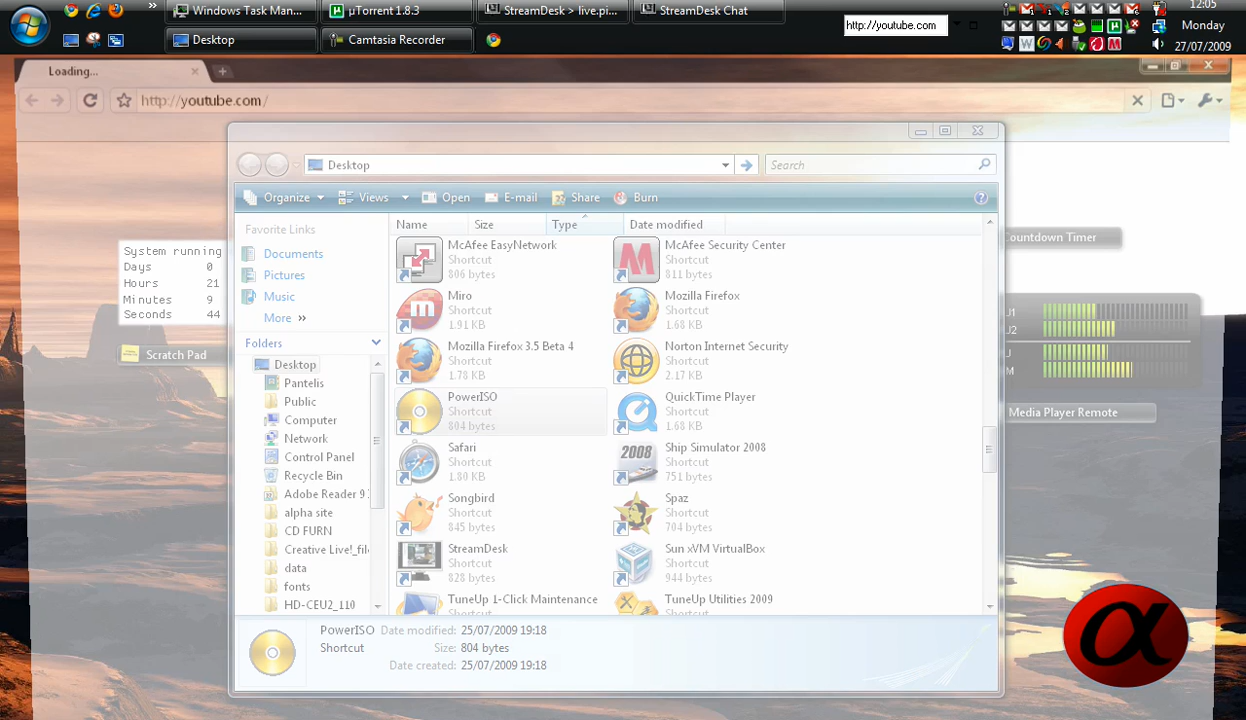 Windows Task Man...
µTorrent 1.8.3
StreamDesk > live.pi...
StreamDesk Chat
12:05
Desktop
Camtasia Recorder
http://youtube.com
Monday
27/07/2009
Loading...
http://youtube.com/
Desktop
Search
Organize
Views
Open
E-mail
Share
Burn
Name
Size
Type
Date modified
Favorite Links
Documents
Pictures
Music
More »
Folders
Desktop
Pantelis
Public
Computer
Network
Control Panel
Recycle Bin
Adobe Reader 9
alpha site
CD FURN
Creative Live!_file
data
fonts
HD-CEU2_110
McAfee EasyNetwork
Shortcut
806 bytes
McAfee Security Center
Shortcut
811 bytes
Miro
Shortcut
1.91 KB
Mozilla Firefox
Shortcut
1.68 KB
Mozilla Firefox 3.5 Beta 4
Shortcut
1.78 KB
Norton Internet Security
Shortcut
2.17 KB
PowerISO
Shortcut
804 bytes
QuickTime Player
Shortcut
1.68 KB
Safari
Shortcut
1.80 KB
Ship Simulator 2008
Shortcut
751 bytes
2008
Songbird
Shortcut
845 bytes
Spaz
Shortcut
704 bytes
StreamDesk
Shortcut
828 bytes
Sun xVM VirtualBox
Shortcut
944 bytes
TuneUp 1-Click Maintenance
TuneUp Utilities 2009
PowerISO Date modified: 25/07/2009 19:18
Shortcut Size: 804 bytes
Date created: 25/07/2009 19:18
System running
Days 0
Hours 21
Minutes 9
Seconds 44
Scratch Pad
Countdown Timer
U1
U2
U
M
Media Player Remote
α